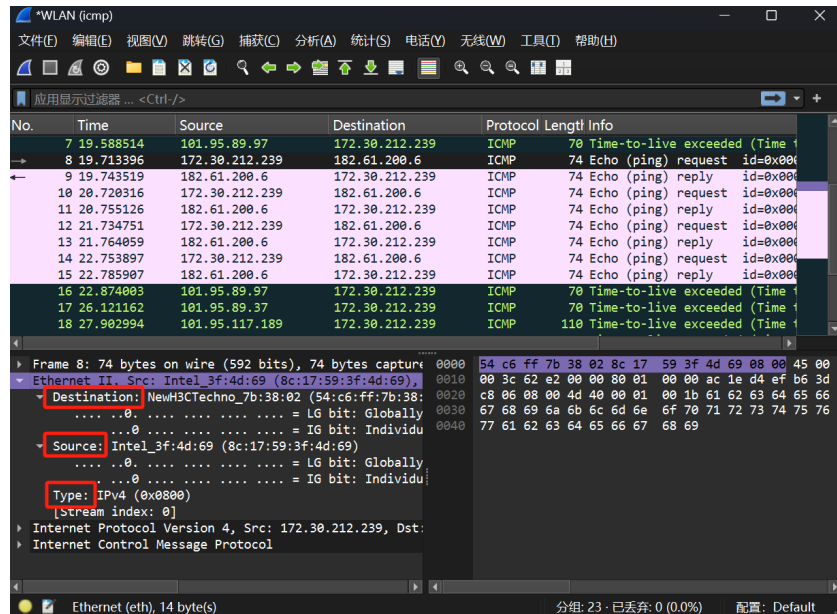 *WLAN (icmp)
文件(F) 编辑(E) 视图(V) 跳转(G) 捕获(C) 分析(A) 统计(S) 电话(Y) 无线(W) 工具(T) 帮助(H)
应用显示过滤器 … <Ctrl-/>
No. Time Source Destination Protocol Length Info
7 19.588514 101.95.89.97 172.30.212.239 ICMP 70 Time-to-live exceeded (Time
8 19.713396 172.30.212.239 182.61.200.6 ICMP 74 Echo (ping) request id=0x000
9 19.743519 182.61.200.6 172.30.212.239 ICMP 74 Echo (ping) reply id=0x000
10 20.720316 172.30.212.239 182.61.200.6 ICMP 74 Echo (ping) request id=0x000
11 20.755126 182.61.200.6 172.30.212.239 ICMP 74 Echo (ping) reply id=0x000
12 21.734751 172.30.212.239 182.61.200.6 ICMP 74 Echo (ping) request id=0x000
13 21.764059 182.61.200.6 172.30.212.239 ICMP 74 Echo (ping) reply id=0x000
14 22.753897 172.30.212.239 182.61.200.6 ICMP 74 Echo (ping) request id=0x000
15 22.785907 182.61.200.6 172.30.212.239 ICMP 74 Echo (ping) reply id=0x000
16 22.874003 101.95.89.97 172.30.212.239 ICMP 70 Time-to-live exceeded (Time
17 26.121162 101.95.89.37 172.30.212.239 ICMP 70 Time-to-live exceeded (Time
18 27.902994 101.95.117.189 172.30.212.239 ICMP 110 Time-to-live exceeded (Time
Frame 8: 74 bytes on wire (592 bits), 74 bytes capture
Ethernet II, Src: Intel_3f:4d:69 (8c:17:59:3f:4d:69),
Destination: NewH3CTechno_7b:38:02 (54:c6:ff:7b:38:
.... ..0. .... .... .... .... = LG bit: Globally
.... ...0 .... .... .... .... = IG bit: Individu
Source: Intel_3f:4d:69 (8c:17:59:3f:4d:69)
.... ..0. .... .... .... .... = LG bit: Globally
.... ...0 .... .... .... .... = IG bit: Individu
Type: IPv4 (0x0800)
[Stream index: 0]
Internet Protocol Version 4, Src: 172.30.212.239, Dst:
Internet Control Message Protocol
0000 54 c6 ff 7b 38 02 8c 17 59 3f 4d 69 08 00 45 00
0010 00 3c 62 e2 00 00 80 01 00 00 ac 1e d4 ef b6 3d
0020 c8 06 08 00 4d 40 00 01 00 1b 61 62 63 64 65 66
0030 67 68 69 6a 6b 6c 6d 6e 6f 70 71 72 73 74 75 76
0040 77 61 62 63 64 65 66 67 68 69
Ethernet (eth), 14 byte(s) 分组: 23 · 已丢弃: 0 (0.0%) 配置: Default